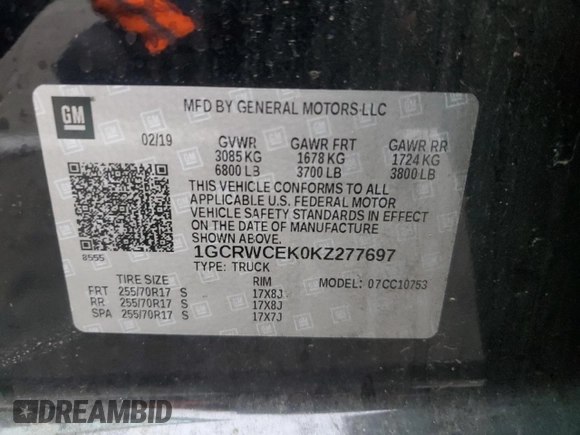 GM
MFD BY GENERAL MOTORS LLC
02/19 GVWR GAWR FRT GAWR RR
3085 KG 1678 KG 1724 KG
6800 LB 3700 LB 3800 LB
THIS VEHICLE CONFORMS TO ALL
APPLICABLE U.S. FEDERAL MOTOR
VEHICLE SAFETY STANDARDS IN EFFECT
ON THE DATE OF MANUFACTURE
SHOWN ABOVE.
8555
1GCRWCEK0KZ277697
TYPE: TRUCK
TIRE SIZE RIM MODEL: 07CC10753
FRT 255/70R17 S 17X8J
RR 255/70R17 S 17X8J
SPA 255/70R17 S 17X7J
DREAMBID